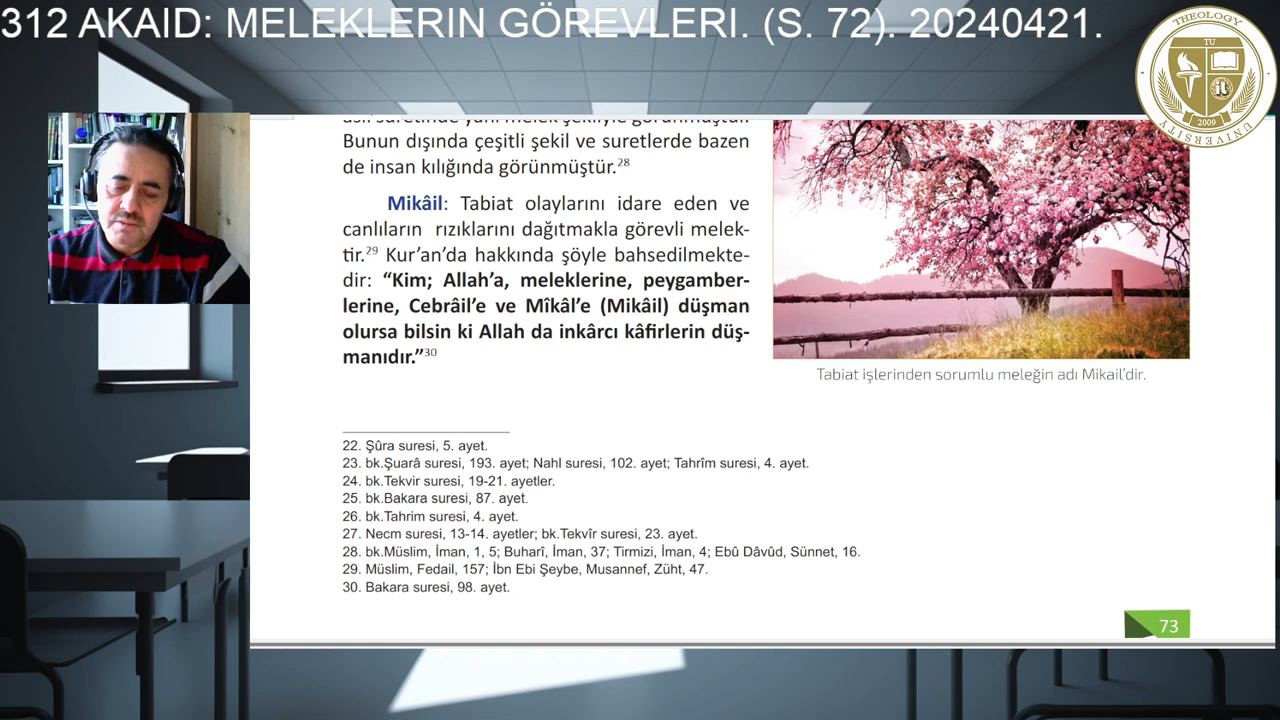 312 AKAID: MELEKLERIN GÖREVLERI. (S. 72). 20240421.
THEOLOGY
TU
2009
UNIVERSITY
aslî suretinde yani melek şekliyle görünmüştür.
Bunun dışında çeşitli şekil ve suretlerde bazen
de insan kılığında görünmüştür.28
Mikâil: Tabiat olaylarını idare eden ve
canlıların rızıklarını dağıtmakla görevli melek-
tir.29 Kur’an’da hakkında şöyle bahsedilmekte-
dir: “Kim; Allah’a, meleklerine, peygamber-
lerine, Cebrâil’e ve Mîkâl’e (Mikâil) düşman
olursa bilsin ki Allah da inkârcı kâfirlerin düş-
manıdır.”30
Tabiat işlerinden sorumlu meleğin adı Mikail’dir.
22. Şûra suresi, 5. ayet.
23. bk.Şuarâ suresi, 193. ayet; Nahl suresi, 102. ayet; Tahrîm suresi, 4. ayet.
24. bk.Tekvir suresi, 19-21. ayetler.
25. bk.Bakara suresi, 87. ayet.
26. bk.Tahrim suresi, 4. ayet.
27. Necm suresi, 13-14. ayetler; bk.Tekvîr suresi, 23. ayet.
28. bk.Müslim, İman, 1, 5; Buharî, İman, 37; Tirmizi, İman, 4; Ebû Dâvûd, Sünnet, 16.
29. Müslim, Fedail, 157; İbn Ebi Şeybe, Musannef, Züht, 47.
30. Bakara suresi, 98. ayet.
73